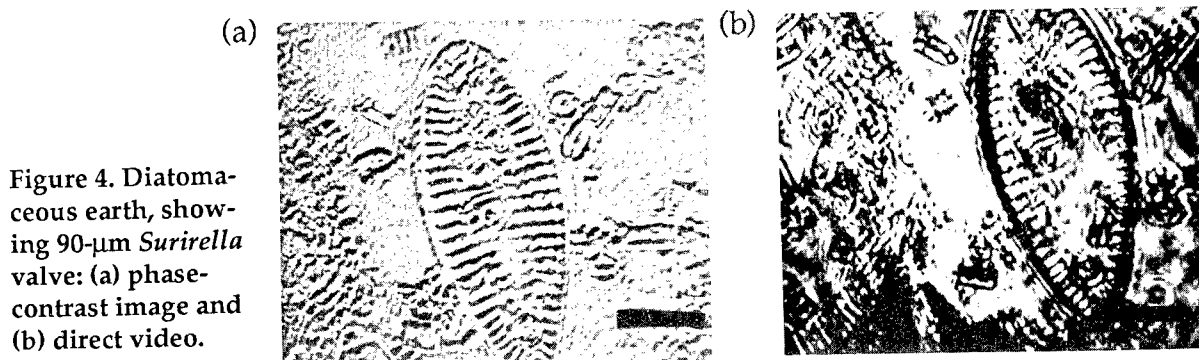 (a)
(b)
Figure 4. Diatoma-
ceous earth, show-
ing 90-μm Surirella
valve: (a) phase-
contrast image and
(b) direct video.